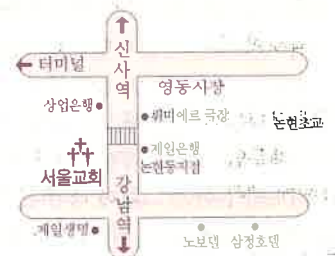 신사역
← 터미널
영동시장
상업은행
뤼미에르 극장
논현초교
제일은행
논현동지점
서울교회
강남역
제일생명
노보텔 삼정호텔